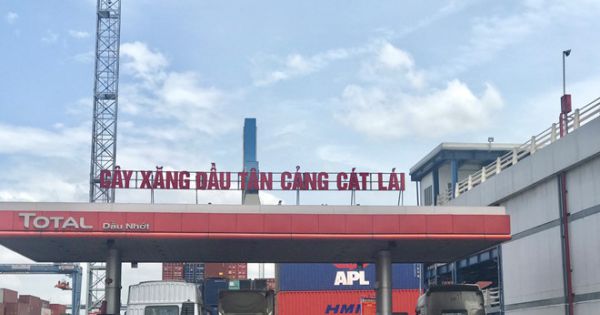 CÂY XĂNG DẦU TÂN CẢNG CÁT LÁI
TOTAL Dầu Nhớt
APL
HMM